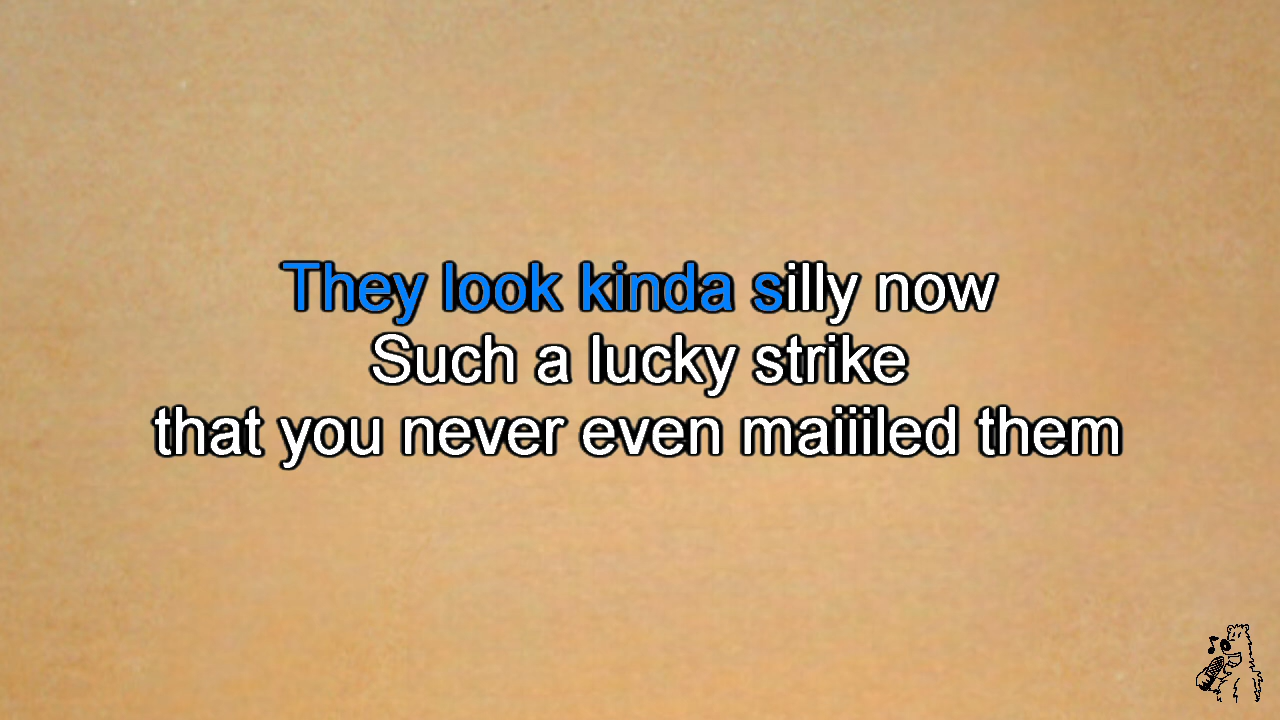 They look kinda silly now
Such a lucky strike
that you never even maiiiled them